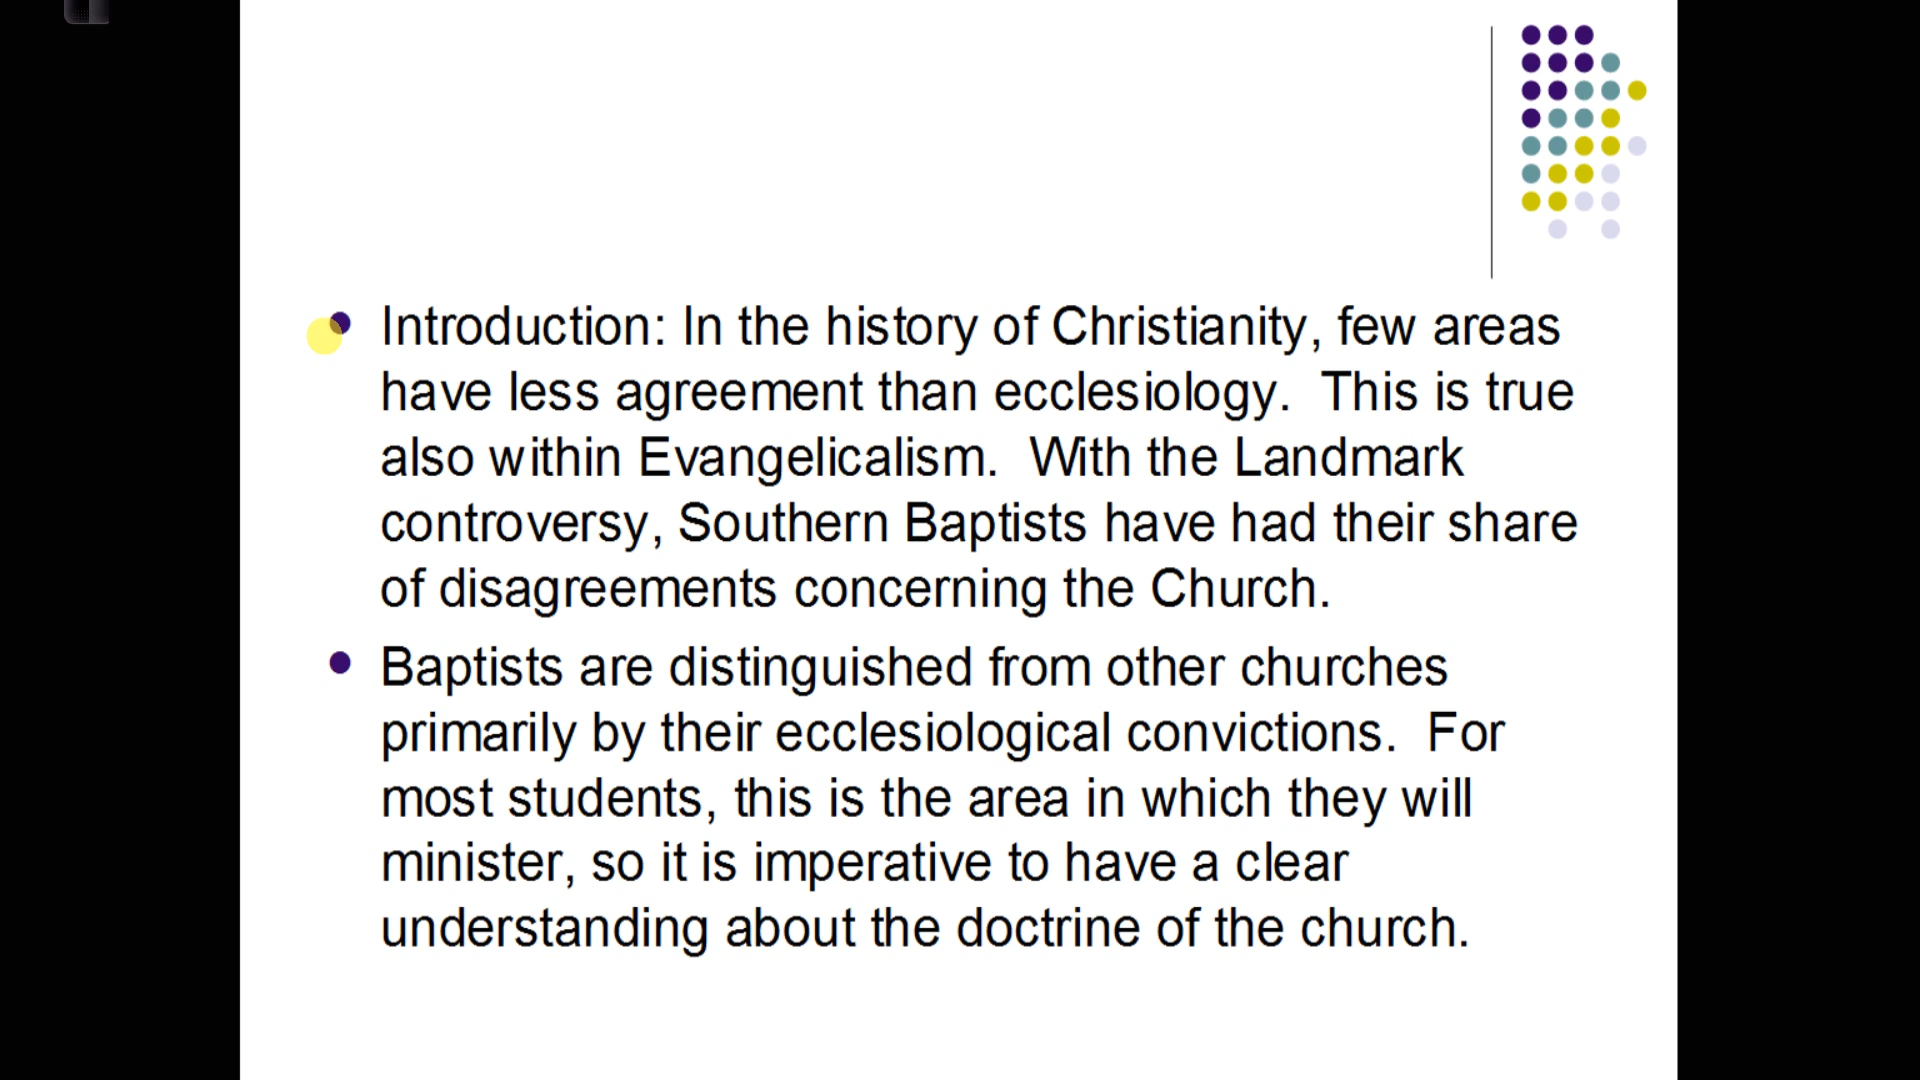 Introduction: In the history of Christianity, few areas
have less agreement than ecclesiology.  This is true
also within Evangelicalism.  With the Landmark
controversy, Southern Baptists have had their share
of disagreements concerning the Church.
Baptists are distinguished from other churches
primarily by their ecclesiological convictions.  For
most students, this is the area in which they will
minister, so it is imperative to have a clear
understanding about the doctrine of the church.